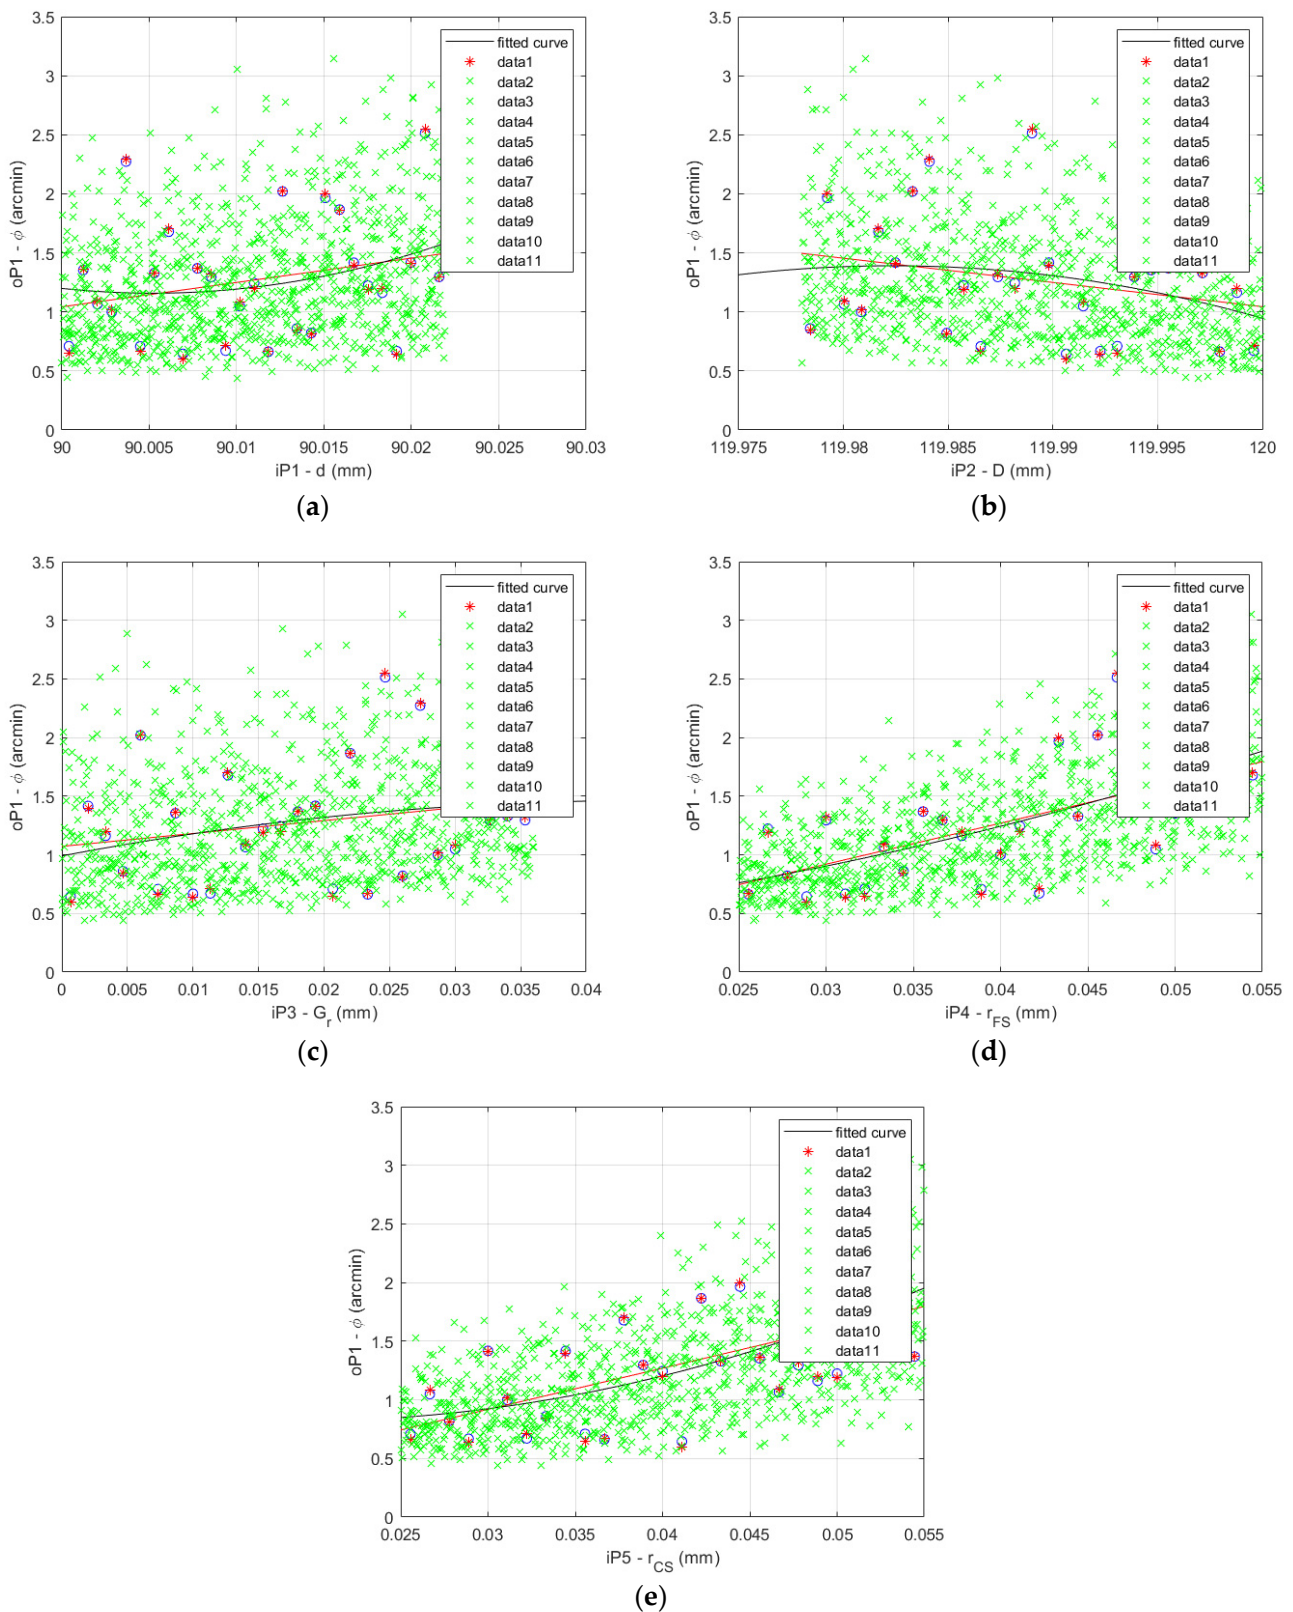 3.5
3
2.5
2
1.5
1
0.5
0
oP1 - ϕ (arcmin)
fitted curve
data1
data2
data3
data4
data5
data6
data7
data8
data9
data10
data11
90 90.005 90.01 90.015 90.02 90.025 90.03
iP1 - d (mm)
(a)
3.5
3
2.5
2
1.5
1
0.5
0
oP1 - ϕ (arcmin)
fitted curve
data1
data2
data3
data4
data5
data6
data7
data8
data9
data10
data11
119.975 119.98 119.985 119.99 119.995 120
iP2 - D (mm)
(b)
3.5
3
2.5
2
1.5
1
0.5
0
oP1 - ϕ (arcmin)
fitted curve
data1
data2
data3
data4
data5
data6
data7
data8
data9
data10
data11
0 0.005 0.01 0.015 0.02 0.025 0.03 0.035 0.04
iP3 - G_r (mm)
(c)
3.5
3
2.5
2
1.5
1
0.5
0
oP1 - ϕ (arcmin)
fitted curve
data1
data2
data3
data4
data5
data6
data7
data8
data9
data10
data11
0.025 0.03 0.035 0.04 0.045 0.05 0.055
iP4 - r_FS (mm)
(d)
3.5
3
2.5
2
1.5
1
0.5
0
oP1 - ϕ (arcmin)
fitted curve
data1
data2
data3
data4
data5
data6
data7
data8
data9
data10
data11
0.025 0.03 0.035 0.04 0.045 0.05 0.055
iP5 - r_CS (mm)
(e)